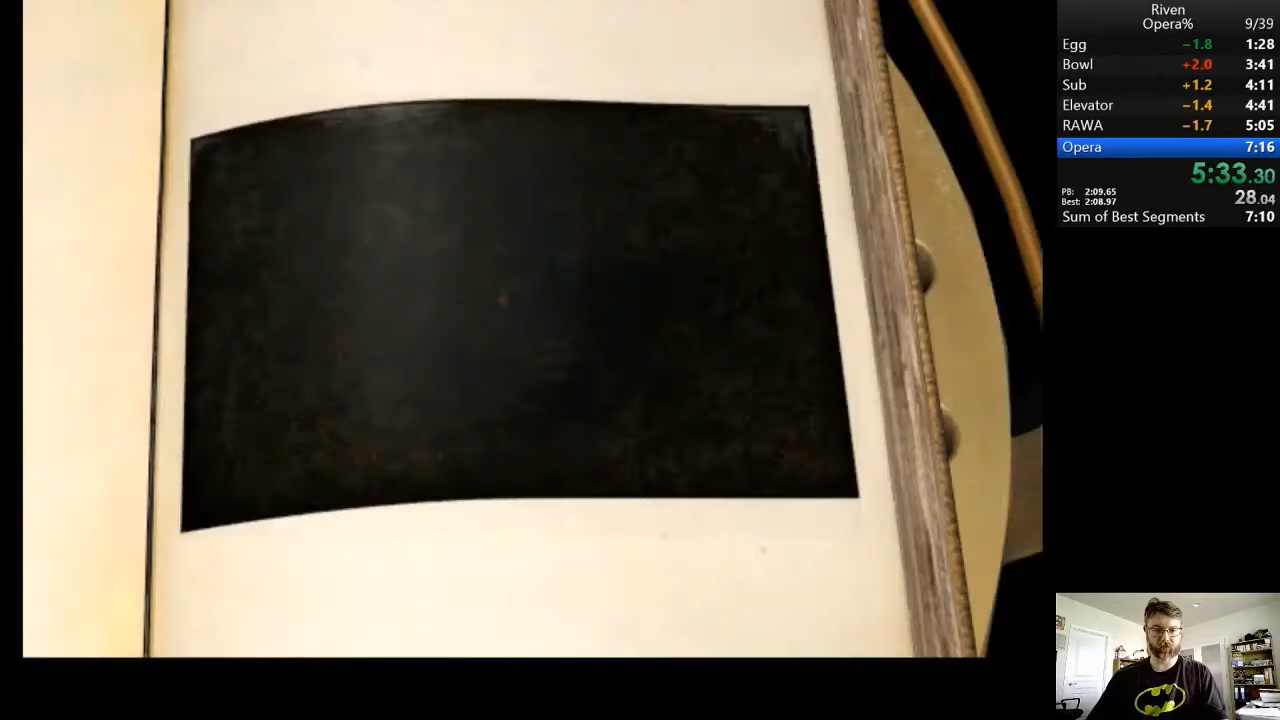 Riven
Opera% 9/39
Egg −1.8 1:28
Bowl +2.0 3:41
Sub +1.2 4:11
Elevator −1.4 4:41
RAWA −1.7 5:05
Opera 7:16
5:33.30
PB: 2:09.65 28.04
Best: 2:08.97
Sum of Best Segments 7:10